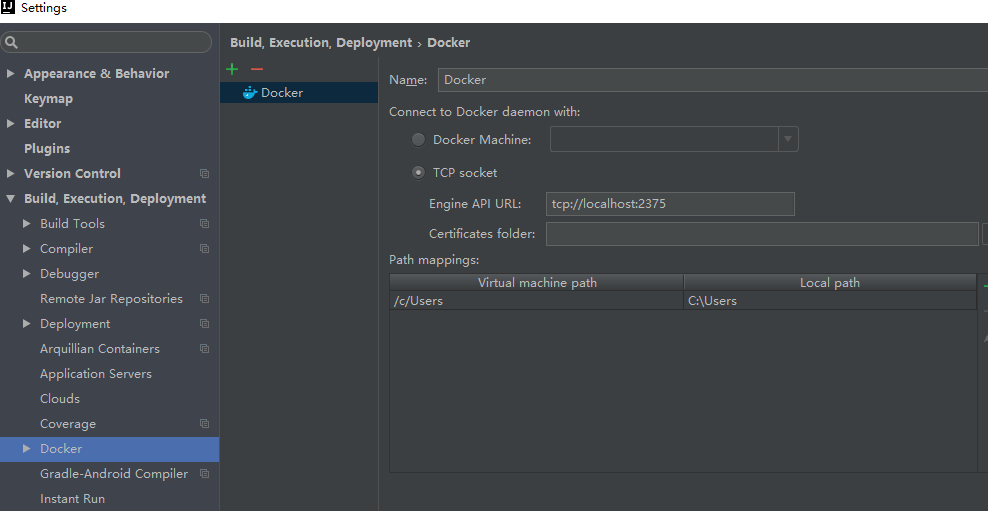 IJ Settings
Build, Execution, Deployment › Docker
Appearance & Behavior
Keymap
Editor
Plugins
Version Control
Build, Execution, Deployment
Build Tools
Compiler
Debugger
Remote Jar Repositories
Deployment
Arquillian Containers
Application Servers
Clouds
Coverage
Docker
Gradle-Android Compiler
Instant Run
Docker
Name: Docker
Connect to Docker daemon with:
Docker Machine:
TCP socket
Engine API URL: tcp://localhost:2375
Certificates folder:
Path mappings:
Virtual machine path Local path
/c/Users C:\Users